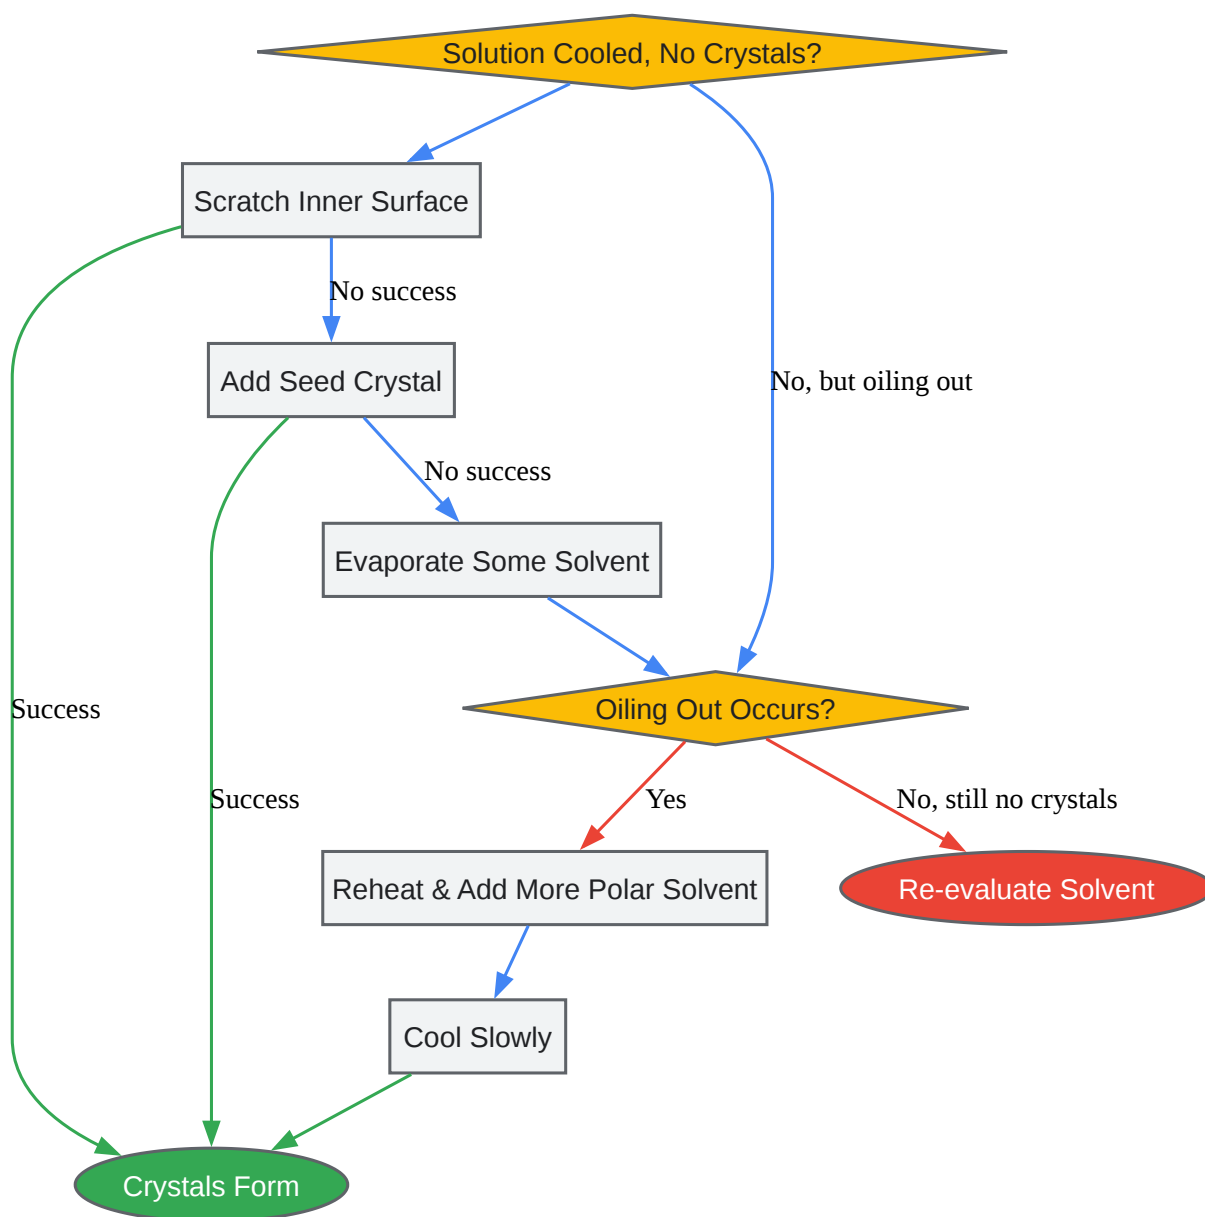 Solution Cooled, No Crystals?
Scratch Inner Surface
No success
Add Seed Crystal
No, but oiling out
No success
Evaporate Some Solvent
Oiling Out Occurs?
Success
Success
Yes
No, still no crystals
Reheat & Add More Polar Solvent
Re-evaluate Solvent
Cool Slowly
Crystals Form